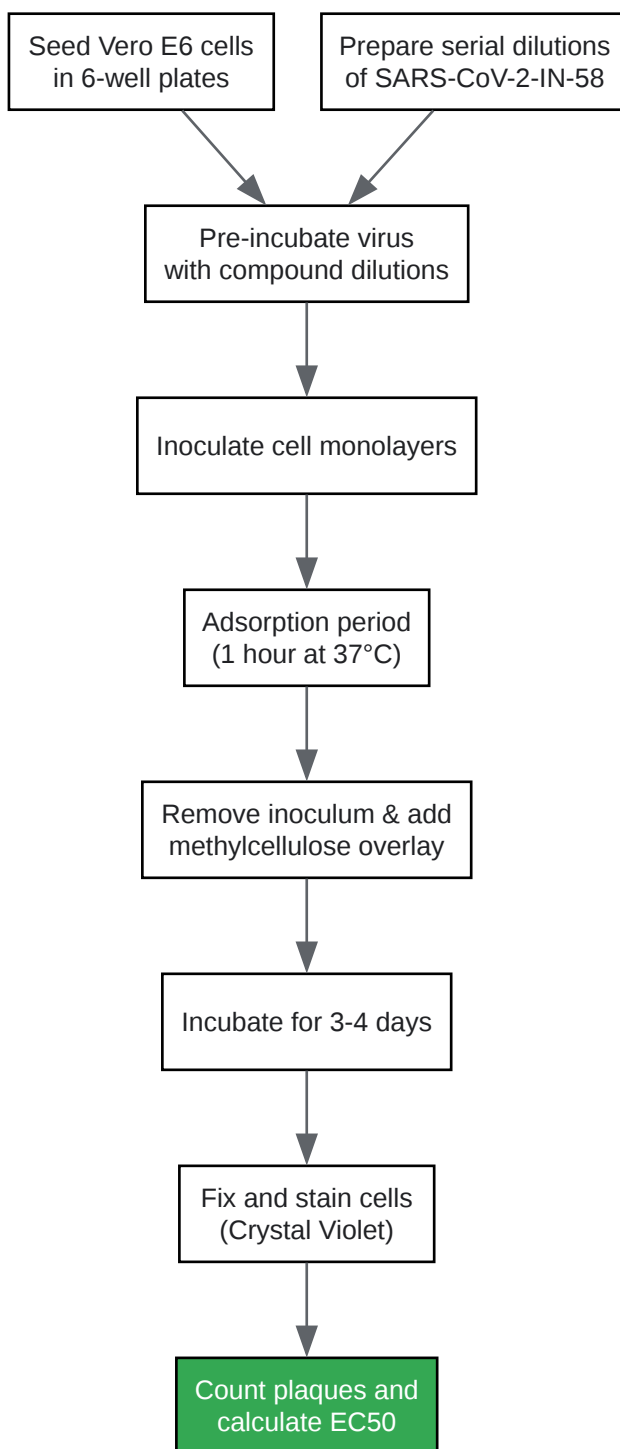 Seed Vero E6 cells
in 6-well plates
Prepare serial dilutions
of SARS-CoV-2-IN-58
Pre-incubate virus
with compound dilutions
Inoculate cell monolayers
Adsorption period
(1 hour at 37°C)
Remove inoculum & add
methylcellulose overlay
Incubate for 3-4 days
Fix and stain cells
(Crystal Violet)
Count plaques and
calculate EC50